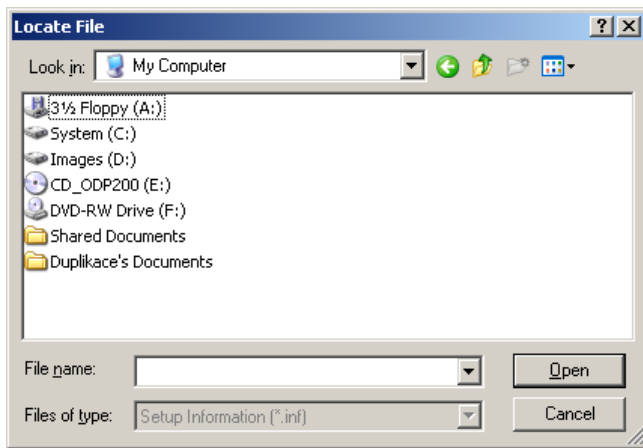 Locate File
Look in: My Computer
3½ Floppy (A:)
System (C:)
Images (D:)
CD_ODP200 (E:)
DVD-RW Drive (F:)
Shared Documents
Duplikace's Documents
File name: Open
Files of type: Setup Information (*.inf) Cancel